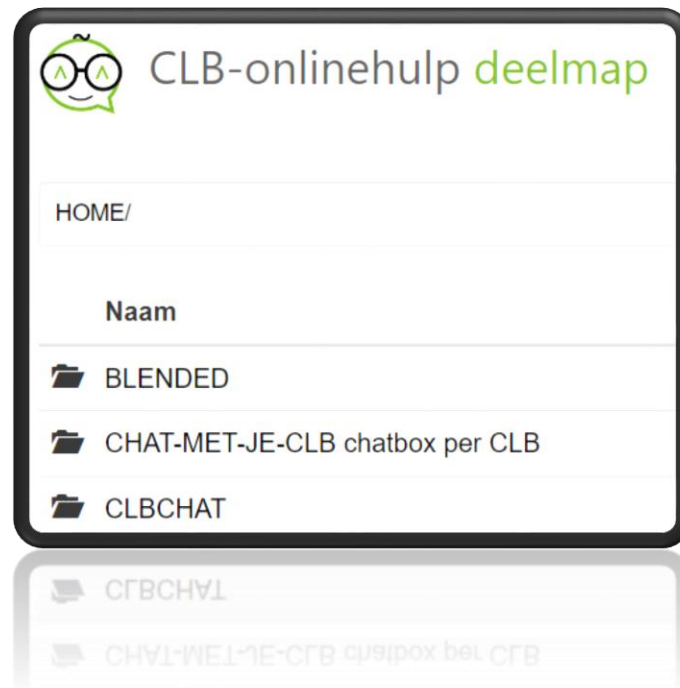 CLB-onlinehulp deelmap
HOME/
Naam
BLENDED
CHAT-MET-JE-CLB chatbox per CLB
CLBCHAT